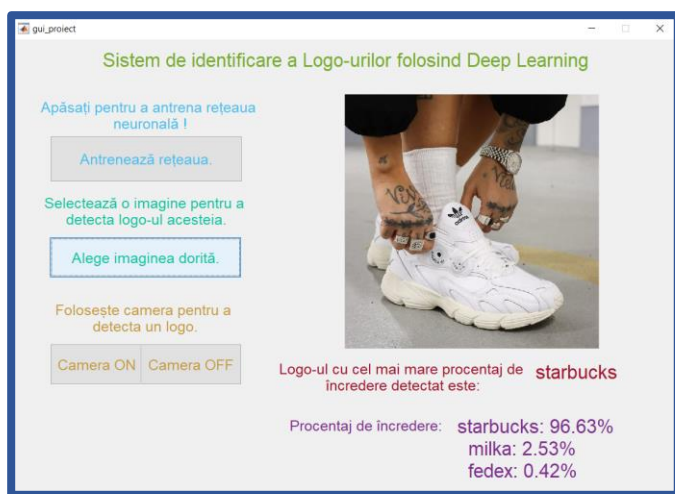 gui_proiect
Sistem de identificare a Logo-urilor folosind Deep Learning
Apăsați pentru a antrena rețeaua
neuronală !
Antrenează rețeaua.
Selectează o imagine pentru a
detecta logo-ul acesteia.
Alege imaginea dorită.
Folosește camera pentru a
detecta un logo.
Camera ON
Camera OFF
adidas
Logo-ul cu cel mai mare procentaj de
încredere detectat este:
starbucks
Procentaj de încredere:
starbucks: 96.63%
milka: 2.53%
fedex: 0.42%